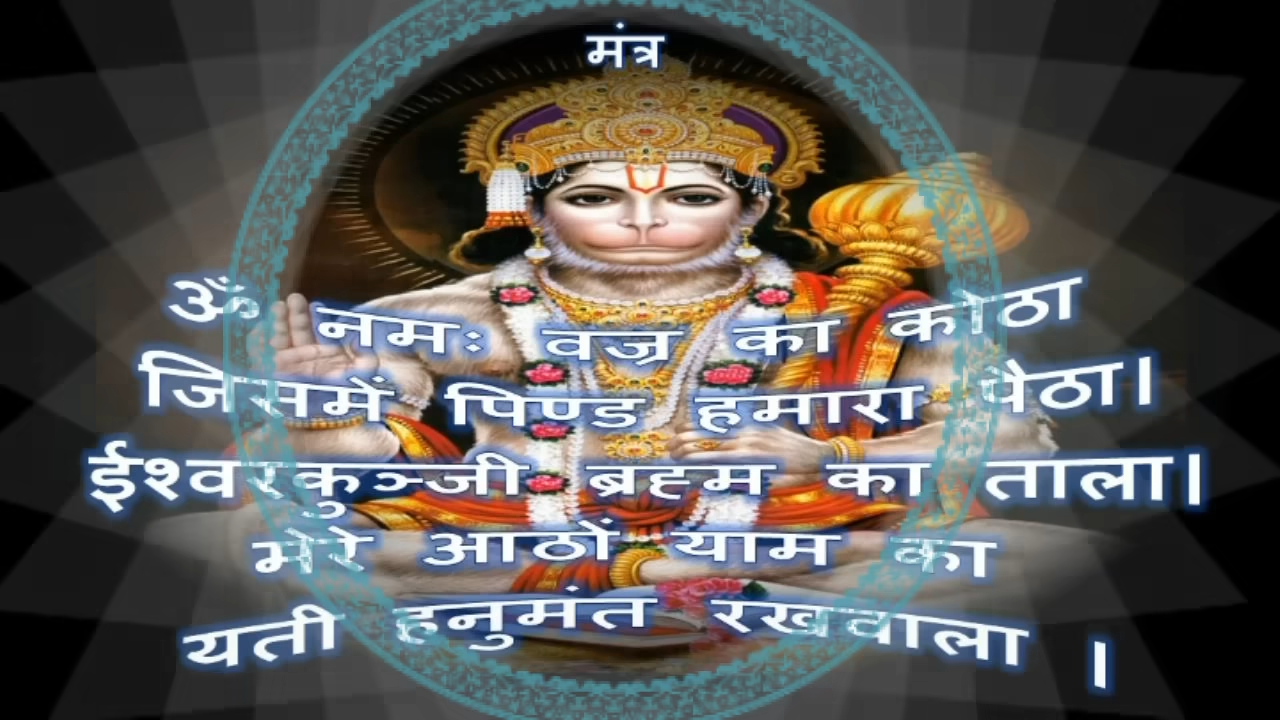 मंत्र
ॐ नमः वज्र का कोठा
जिसमें पिण्ड हमारा पेठा।
ईश्वरकुञ्जी ब्रह्म का ताला।
मेरे आठों याम का
यती हनुमंत रखवाला ।